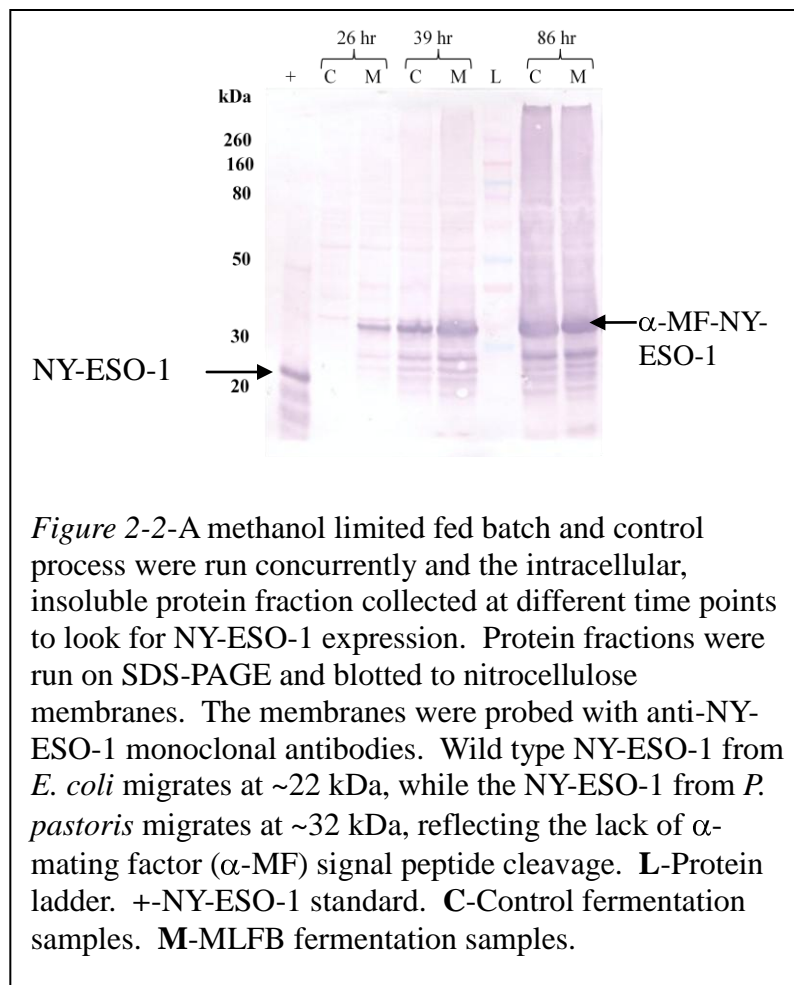 26 hr 39 hr 86 hr
+ C M C M L C M
kDa
260
160
80
50
30
20
NY-ESO-1
α-MF-NY-
ESO-1
Figure 2-2-A methanol limited fed batch and control
process were run concurrently and the intracellular,
insoluble protein fraction collected at different time points
to look for NY-ESO-1 expression. Protein fractions were
run on SDS-PAGE and blotted to nitrocellulose
membranes. The membranes were probed with anti-NY-
ESO-1 monoclonal antibodies. Wild type NY-ESO-1 from
E. coli migrates at ~22 kDa, while the NY-ESO-1 from P.
pastoris migrates at ~32 kDa, reflecting the lack of α-
mating factor (α-MF) signal peptide cleavage. L-Protein
ladder. +-NY-ESO-1 standard. C-Control fermentation
samples. M-MLFB fermentation samples.